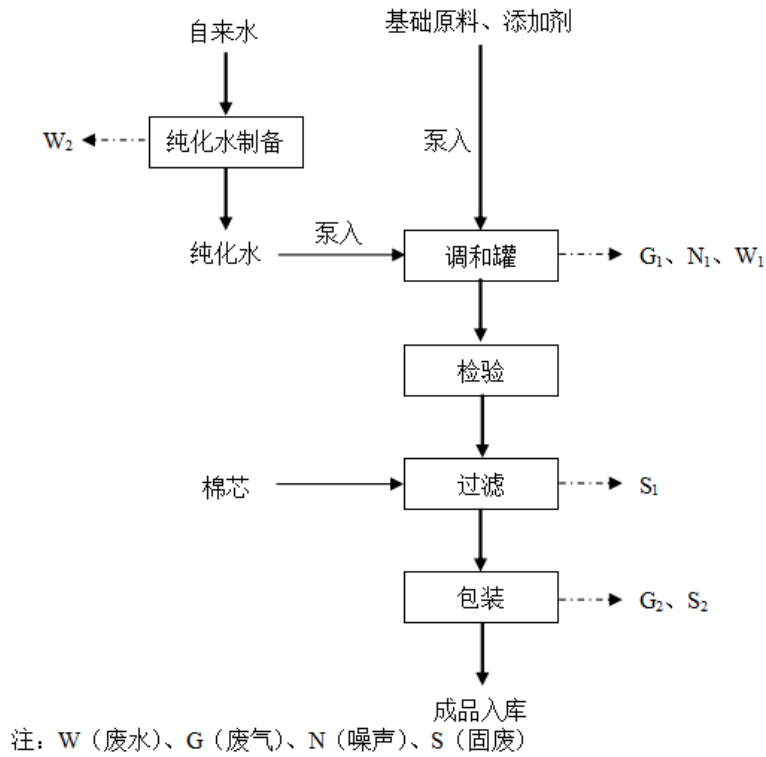 自来水
基础原料、添加剂
W₂
纯化水制备
泵入
纯化水
泵入
调和罐
G₁、N₁、W₁
检验
棉芯
过滤
S₁
包装
G₂、S₂
成品入库
注：W（废水）、G（废气）、N（噪声）、S（固废）